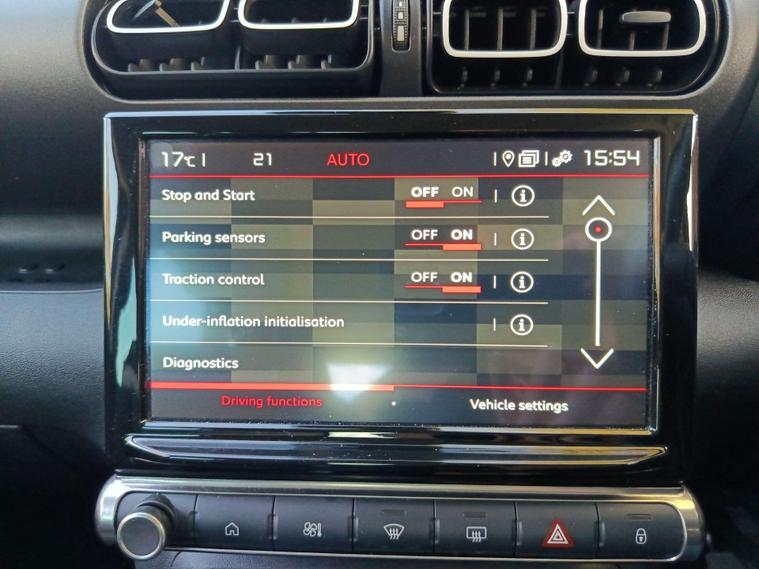 17°C 21 AUTO 15:54
Stop and Start OFF ON i
Parking sensors OFF ON i
Traction control OFF ON i
Under-inflation initialisation i
Diagnostics
Driving functions Vehicle settings